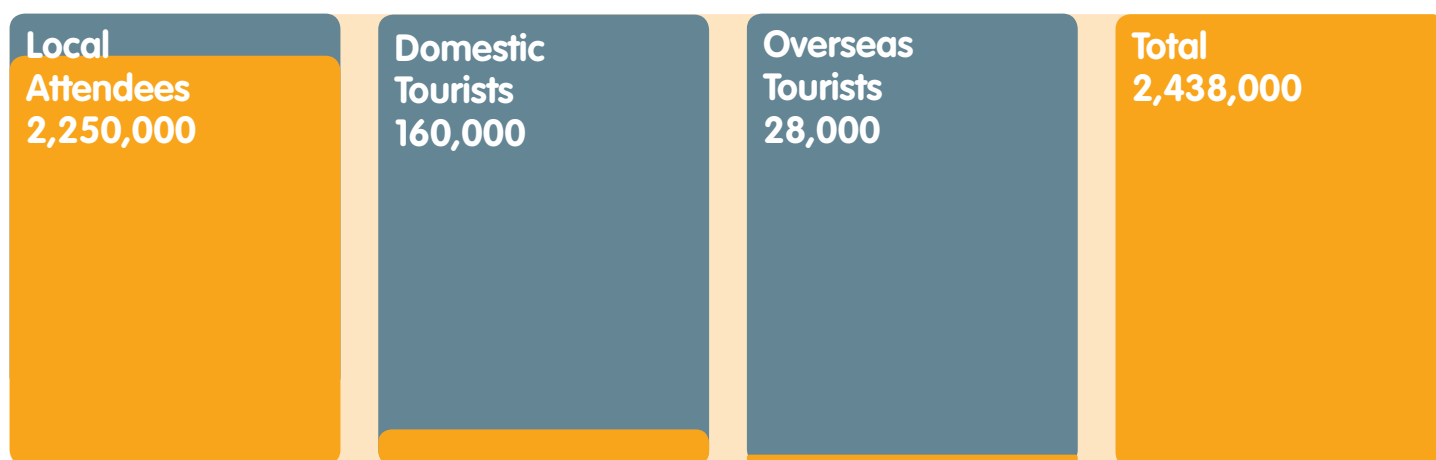 Local
Attendees
2,250,000
Domestic
Tourists
160,000
Overseas
Tourists
28,000
Total
2,438,000